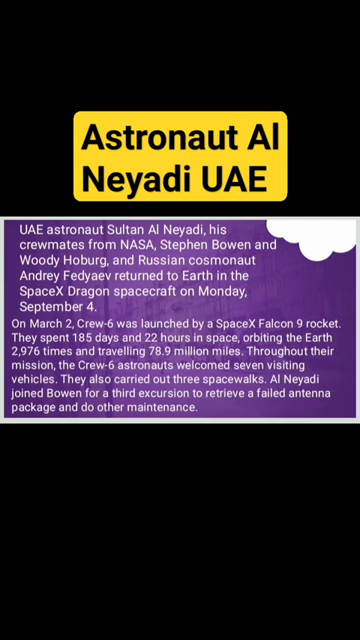 Astronaut Al
Neyadi UAE
UAE astronaut Sultan Al Neyadi, his
crewmates from NASA, Stephen Bowen and
Woody Hoburg, and Russian cosmonaut
Andrey Fedyaev returned to Earth in the
SpaceX Dragon spacecraft on Monday,
September 4.
On March 2, Crew-6 was launched by a SpaceX Falcon 9 rocket.
They spent 185 days and 22 hours in space, orbiting the Earth
2,976 times and travelling 78.9 million miles. Throughout their
mission, the Crew-6 astronauts welcomed seven visiting
vehicles. They also carried out three spacewalks. Al Neyadi
joined Bowen for a third excursion to retrieve a failed antenna
package and do other maintenance.